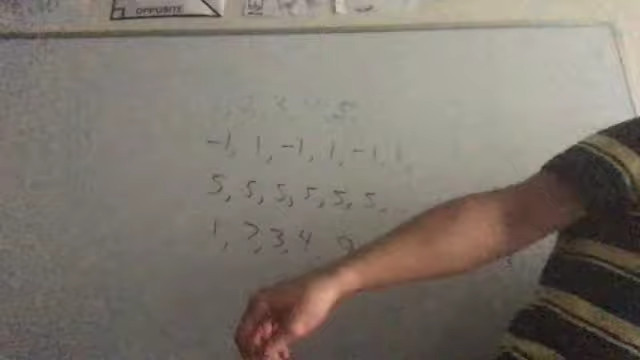 OPPOSITE
-1, 1, -1, 1, -1, 1,
5, 5, 5, 5, 5, 5,
1, 2, 3, 4